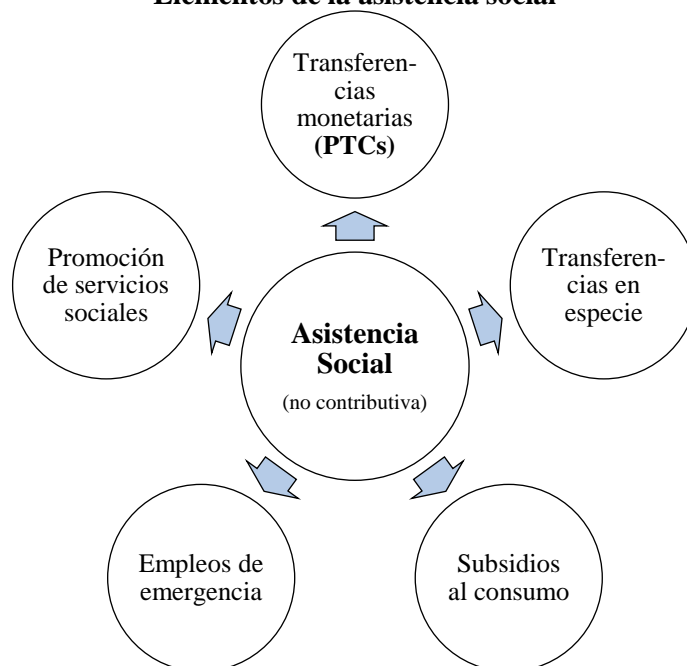 Elementos de la asistencia social
Transferen-
cias
monetarias
(PTCs)
Promoción
de servicios
sociales
Transferen-
cias en
especie
Asistencia
Social
(no contributiva)
Empleos de
emergencia
Subsidios
al consumo